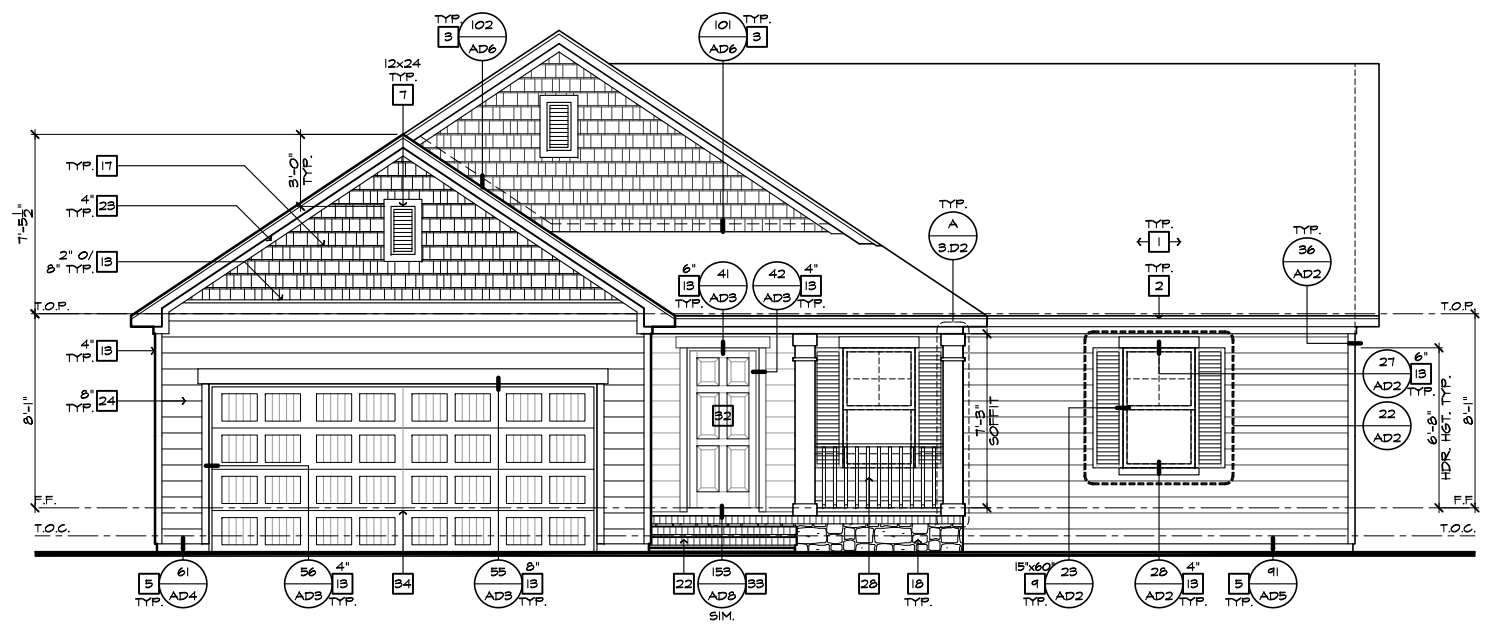 TYP.
3
102
AD6
101
AD6
TYP.
3
12x24
TYP.
7
TYP. 17
3'-0"
TYP.
7'-5½"
4"
TYP. 23
2" O/
8" TYP. 13
TYP.
A
3.D2
TYP.
1
TYP.
2
TYP.
36
AD2
6"
13
TYP.
41
AD3
42
AD3
4"
13
TYP.
T.O.P.
T.O.P.
4"
TYP. 13
8"
TYP. 24
8'-1"
32
7'-3"
SOFFIT
27
AD2
6"
13
TYP.
22
AD2
6'-8"
HDR. HGT. TYP.
8'-1"
F.F.
F.F.
T.O.C.
T.O.C.
5
TYP.
61
AD4
56
AD3
4"
13
TYP.
34
55
AD3
8"
13
TYP.
22
153
AD8
SIM.
33
28
18
TYP.
15"x60"
9
TYP.
23
AD2
28
AD2
4"
13
TYP.
5
TYP.
91
AD5